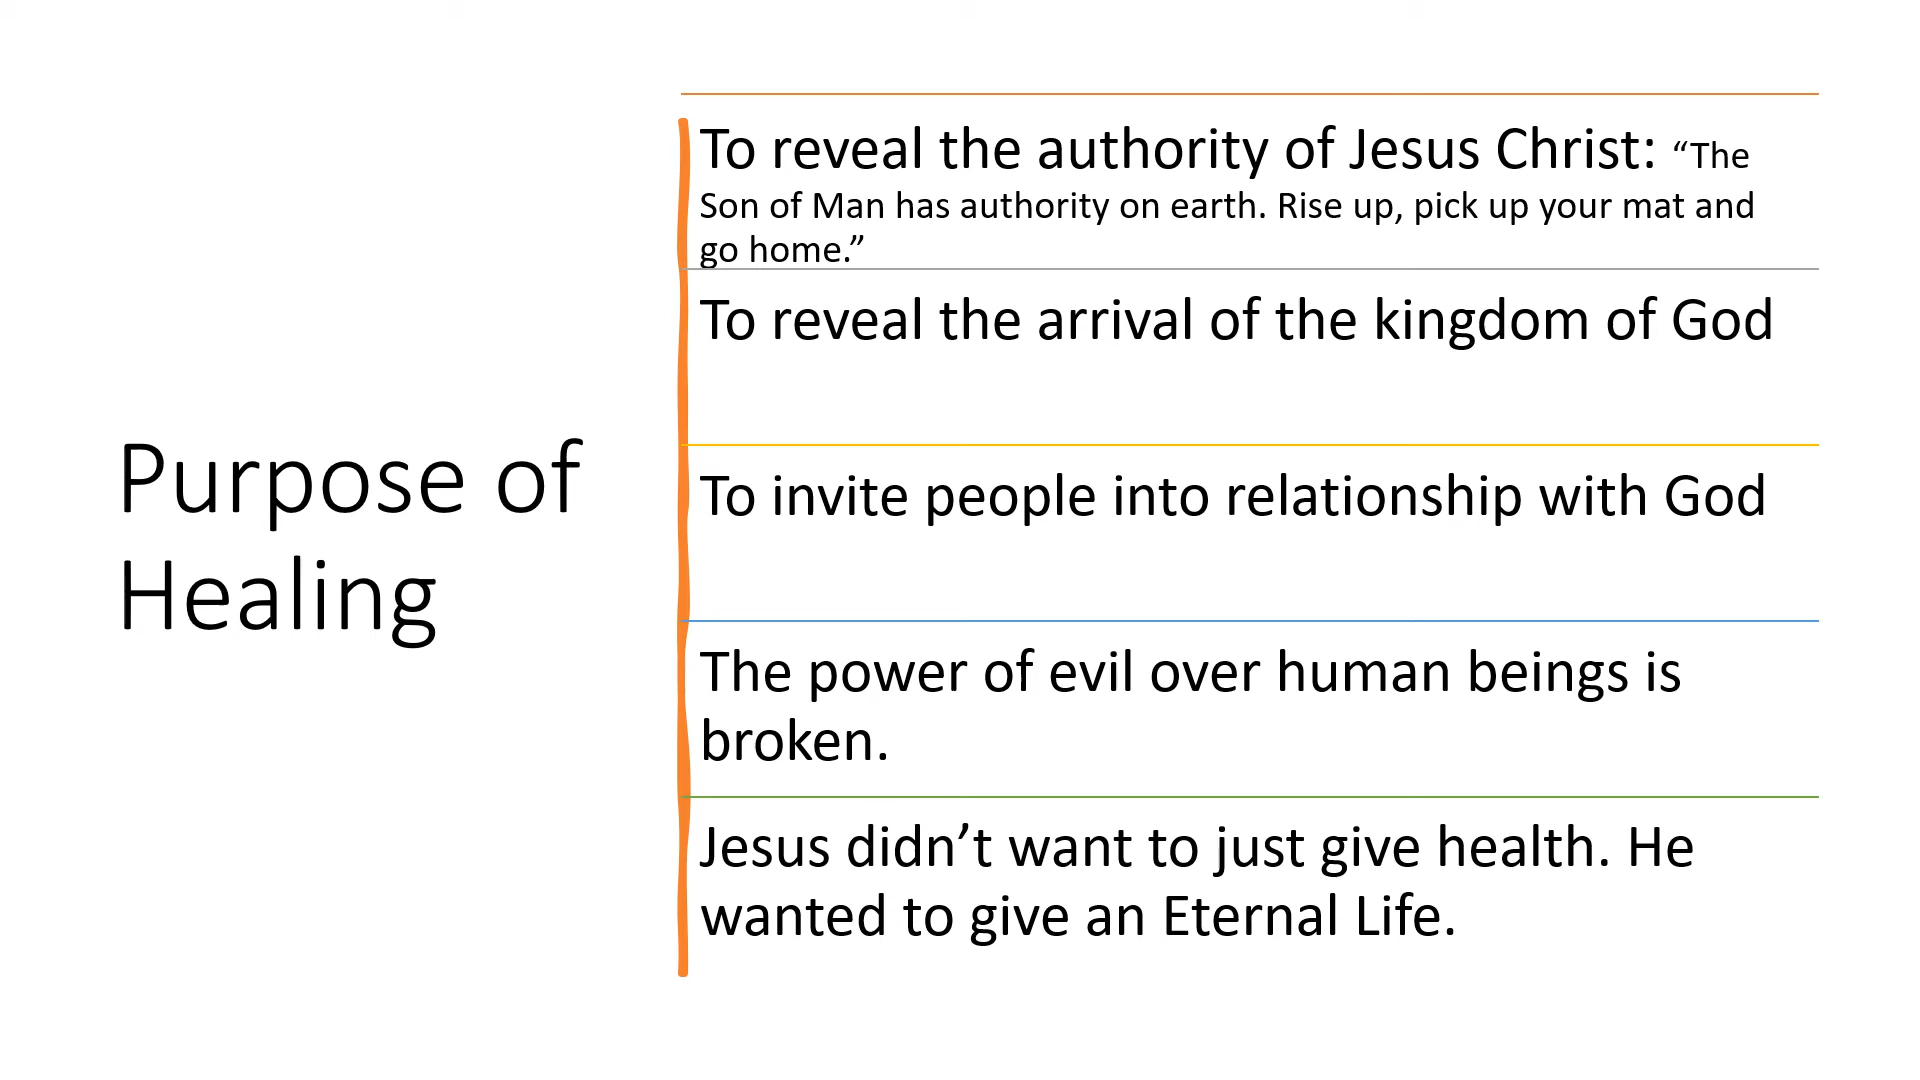 Purpose of
Healing
To reveal the authority of Jesus Christ: “The
Son of Man has authority on earth. Rise up, pick up your mat and
go home.”
To reveal the arrival of the kingdom of God
To invite people into relationship with God
The power of evil over human beings is
broken.
Jesus didn’t want to just give health. He
wanted to give an Eternal Life.